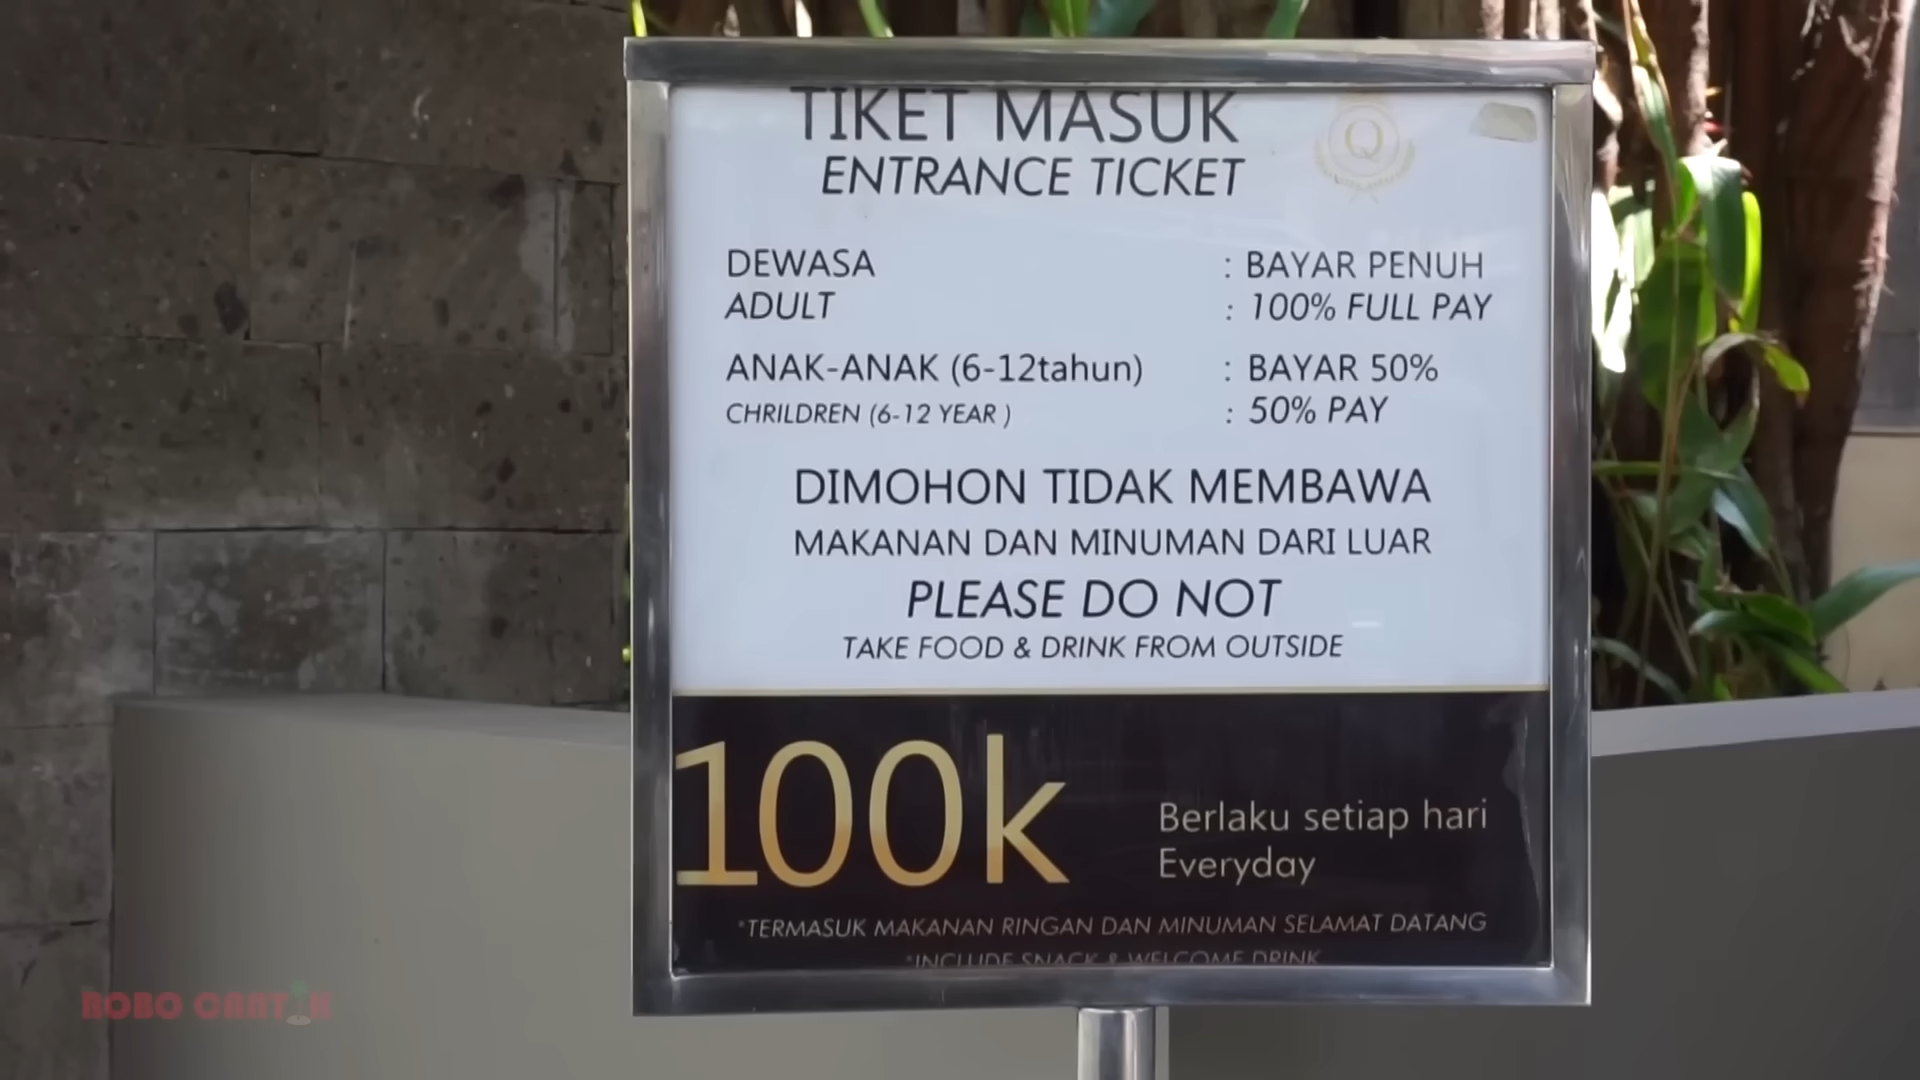 TIKET MASUK
ENTRANCE TICKET
Q
DEWASA : BAYAR PENUH
ADULT : 100% FULL PAY
ANAK-ANAK (6-12tahun) : BAYAR 50%
CHRILDREN (6-12 YEAR ) : 50% PAY
DIMOHON TIDAK MEMBAWA
MAKANAN DAN MINUMAN DARI LUAR
PLEASE DO NOT
TAKE FOOD & DRINK FROM OUTSIDE
100k
Berlaku setiap hari
Everyday
*TERMASUK MAKANAN RINGAN DAN MINUMAN SELAMAT DATANG
*INCLUDE SNACK & WELCOME DRINK